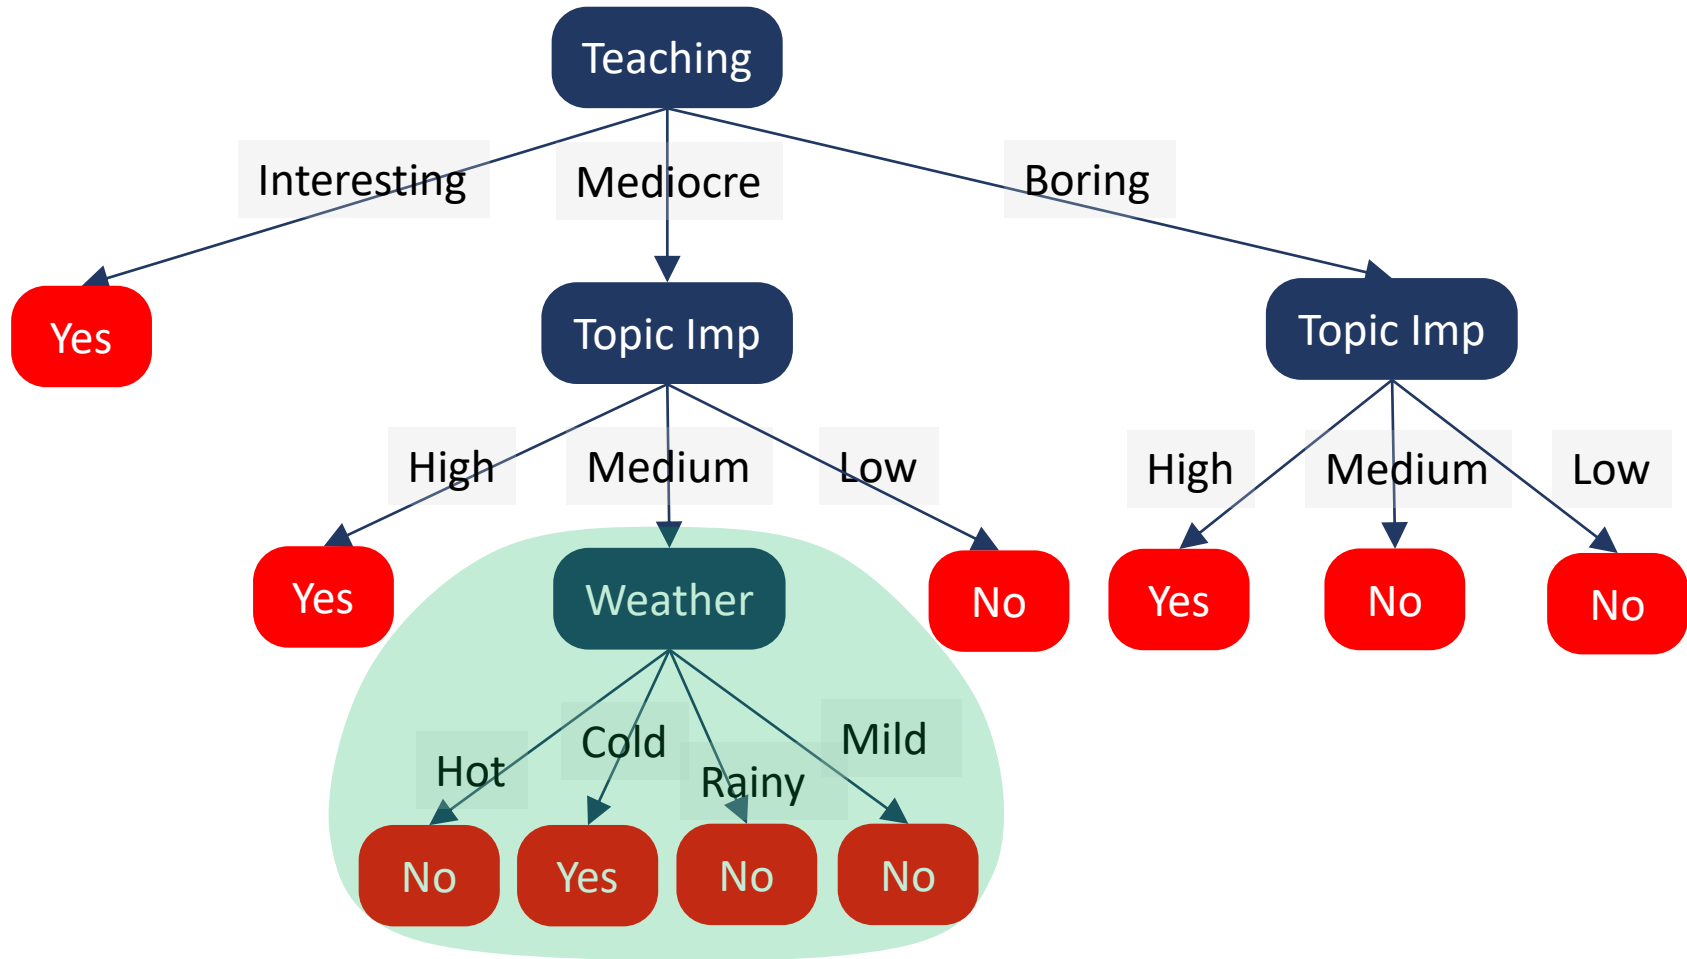 Teaching
Interesting
Mediocre
Boring
Yes
Topic Imp
Topic Imp
High
Medium
Low
High
Medium
Low
Yes
Weather
No
Yes
No
No
Hot
Cold
Rainy
Mild
No
Yes
No
No